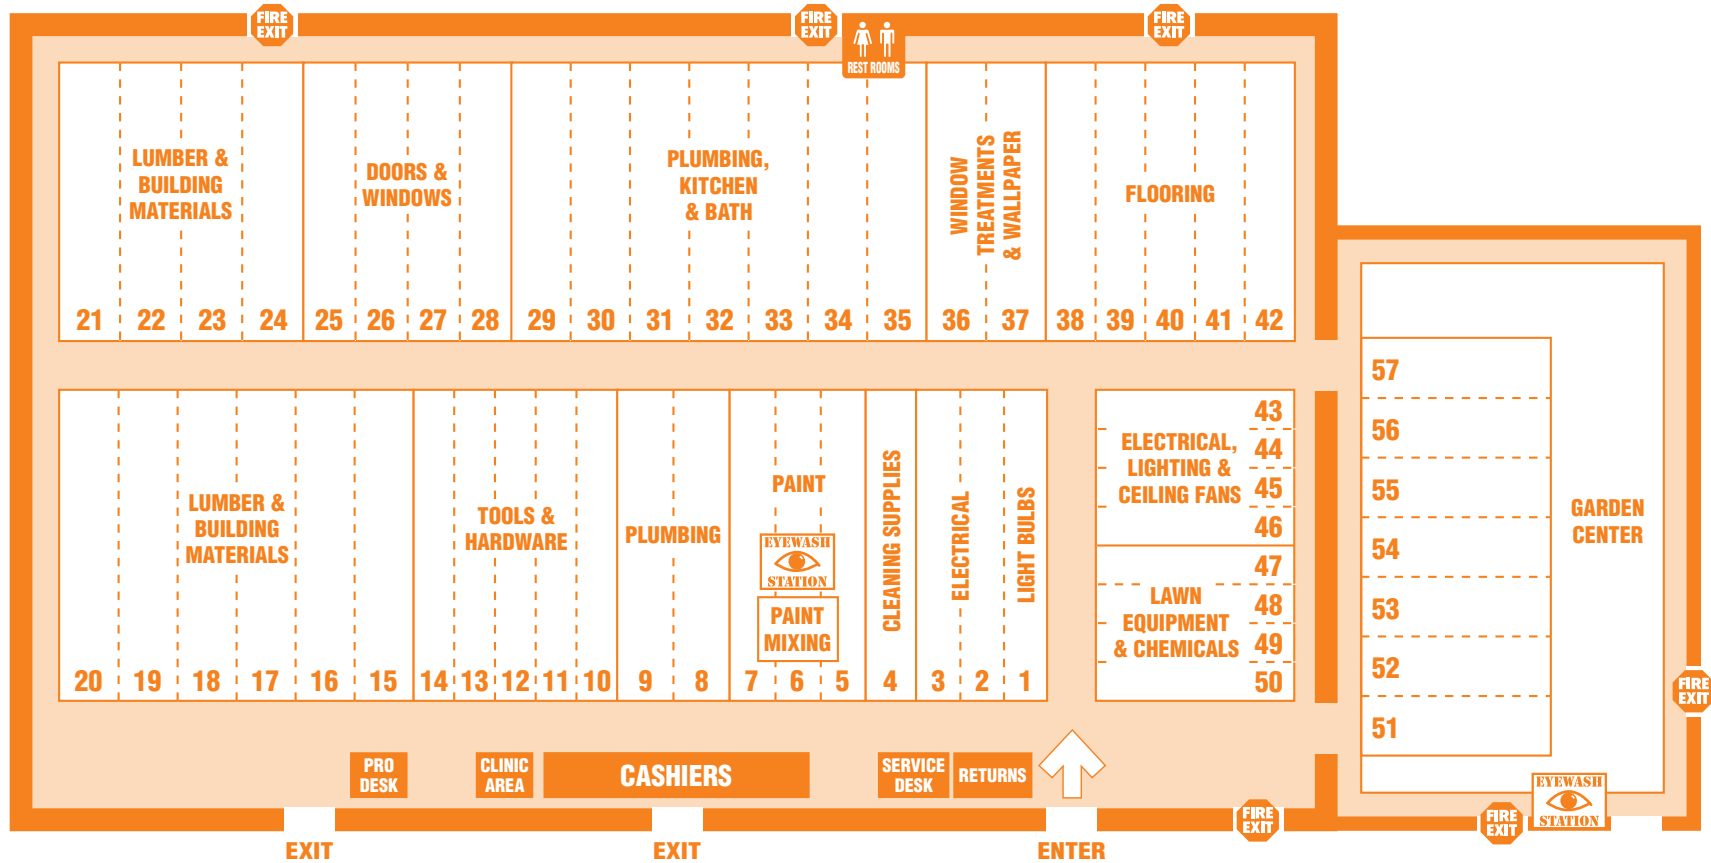 FIRE
EXIT
FIRE
EXIT
FIRE
EXIT
REST ROOMS
LUMBER &
BUILDING
MATERIALS
DOORS &
WINDOWS
PLUMBING,
KITCHEN
& BATH
WINDOW
TREATMENTS
& WALLPAPER
FLOORING
21 22 23 24 25 26 27 28 29 30 31 32 33 34 35 36 37 38 39 40 41 42
LUMBER &
BUILDING
MATERIALS
TOOLS &
HARDWARE
PLUMBING
PAINT
EYEWASH
STATION
PAINT
MIXING
CLEANING SUPPLIES
ELECTRICAL
LIGHT BULBS
20 19 18 17 16 15 14 13 12 11 10 9 8 7 6 5 4 3 2 1
ELECTRICAL,
LIGHTING &
CEILING FANS
43
44
45
46
LAWN
EQUIPMENT
& CHEMICALS
47
48
49
50
57
56
55
54
53
52
51
GARDEN
CENTER
FIRE
EXIT
PRO
DESK
CLINIC
AREA
CASHIERS
SERVICE
DESK
RETURNS
FIRE
EXIT
FIRE
EXIT
EYEWASH
STATION
EXIT
EXIT
ENTER